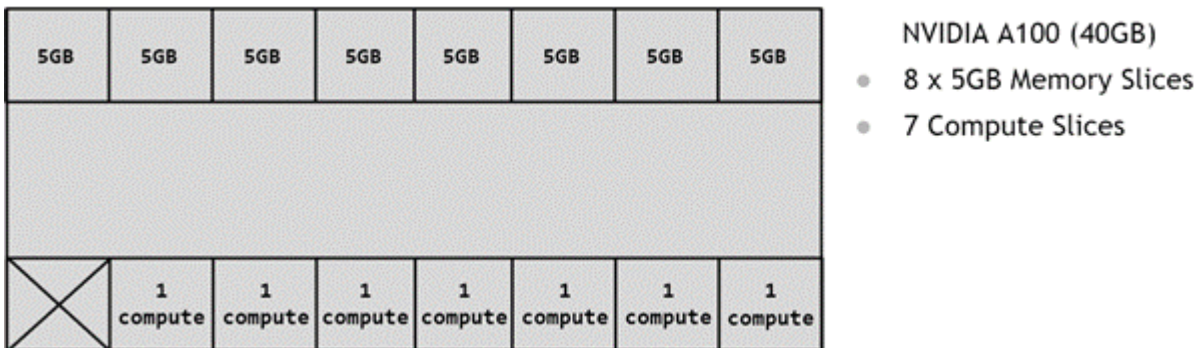 5GB 5GB 5GB 5GB 5GB 5GB 5GB 5GB
1 1 1 1 1 1 1
compute compute compute compute compute compute compute
NVIDIA A100 (40GB)
8 x 5GB Memory Slices
7 Compute Slices